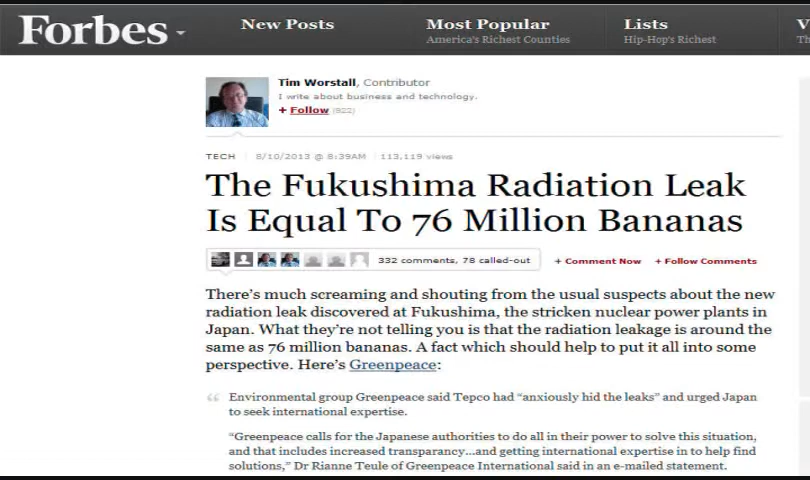 Forbes
New Posts
Most Popular
America's Richest Counties
Lists
Hip-Hop's Richest
Tim Worstall, Contributor
I write about business and technology.
+ Follow (922)
TECH 8/10/2013 @ 8:39AM 113,119 views
The Fukushima Radiation Leak
Is Equal To 76 Million Bananas
332 comments, 78 called-out
+ Comment Now + Follow Comments
There's much screaming and shouting from the usual suspects about the new
radiation leak discovered at Fukushima, the stricken nuclear power plants in
Japan. What they're not telling you is that the radiation leakage is around the
same as 76 million bananas. A fact which should help to put it all into some
perspective. Here's Greenpeace:
Environmental group Greenpeace said Tepco had “anxiously hid the leaks” and urged Japan
to seek international expertise.
“Greenpeace calls for the Japanese authorities to do all in their power to solve this situation,
and that includes increased transparency...and getting international expertise in to help find
solutions,” Dr Rianne Teule of Greenpeace International said in an e-mailed statement.